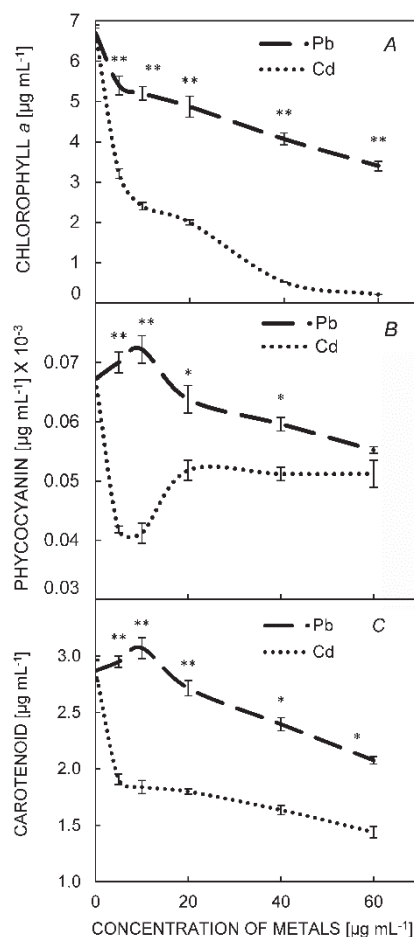 CHLOROPHYLL a [µg mL-1]
7
6
5
4
3
2
1
0
Pb
Cd
A
**
**
**
**
**
PHYCOCYANIN [µg mL-1] X 10-3
0.07
0.06
0.05
0.04
0.03
Pb
Cd
B
**
**
*
*
CAROTENOID [µg mL-1]
3.0
2.5
2.0
1.5
1.0
Pb
Cd
C
**
**
**
*
*
0 20 40 60
CONCENTRATION OF METALS [µg mL-1]